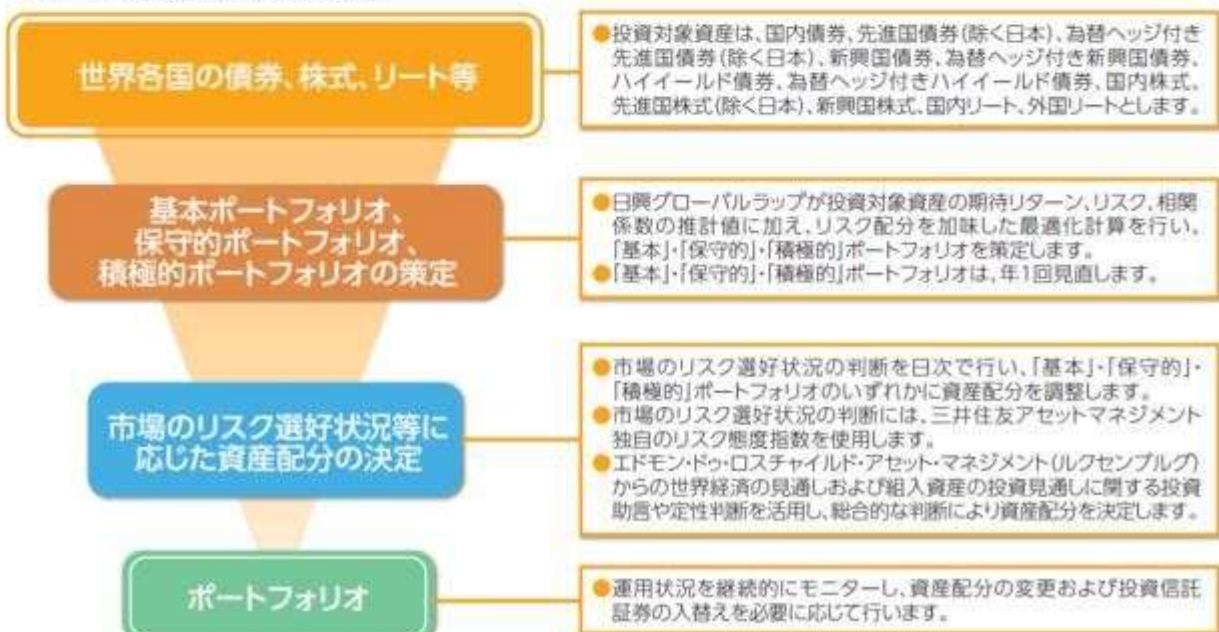 世界各国の債券、株式、リート等
●投資対象資産は、国内債券、先進国債券(除く日本)、為替ヘッジ付き
先進国債券(除く日本)、新興国債券、為替ヘッジ付き新興国債券、
ハイイールド債券、為替ヘッジ付きハイイールド債券、国内株式、
先進国株式(除く日本)、新興国株式、国内リート、外国リートとします。
基本ポートフォリオ、
保守的ポートフォリオ、
積極的ポートフォリオの策定
●日興グローバルラップが投資対象資産の期待リターン、リスク、相関
係数の推計値に加え、リスク配分を加味した最適化計算を行い、
「基本」・「保守的」・「積極的」ポートフォリオを策定します。
●「基本」・「保守的」・「積極的」ポートフォリオは、年1回見直します。
市場のリスク選好状況等に
応じた資産配分の決定
●市場のリスク選好状況の判断を日次で行い、「基本」・「保守的」・
「積極的」ポートフォリオのいずれかに資産配分を調整します。
●市場のリスク選好状況の判断には、三井住友アセットマネジメント
独自のリスク態度指数を使用します。
●エドモン・ドゥ・ロスチャイルド・アセット・マネジメント(ルクセンブルグ)
からの世界経済の見通しおよび組入資産の投資見通しに関する投資
助言や定性判断を活用し、総合的な判断により資産配分を決定します。
ポートフォリオ
●運用状況を継続的にモニターし、資産配分の変更および投資信託
証券の入替えを必要に応じて行います。